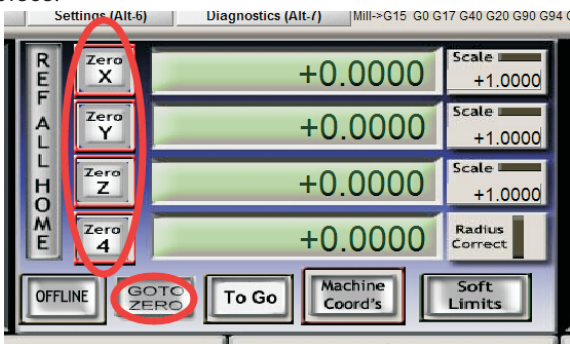 Settings (Alt-6) Diagnostics (Alt-7) Mill->G15 G0 G17 G40 G20 G90 G94
REF ALL HOME
Zero X +0.0000 Scale +1.0000
Zero Y +0.0000 Scale +1.0000
Zero Z +0.0000 Scale +1.0000
Zero 4 +0.0000 Radius Correct
OFFLINE GOTO ZERO To Go Machine Coord's Soft Limits